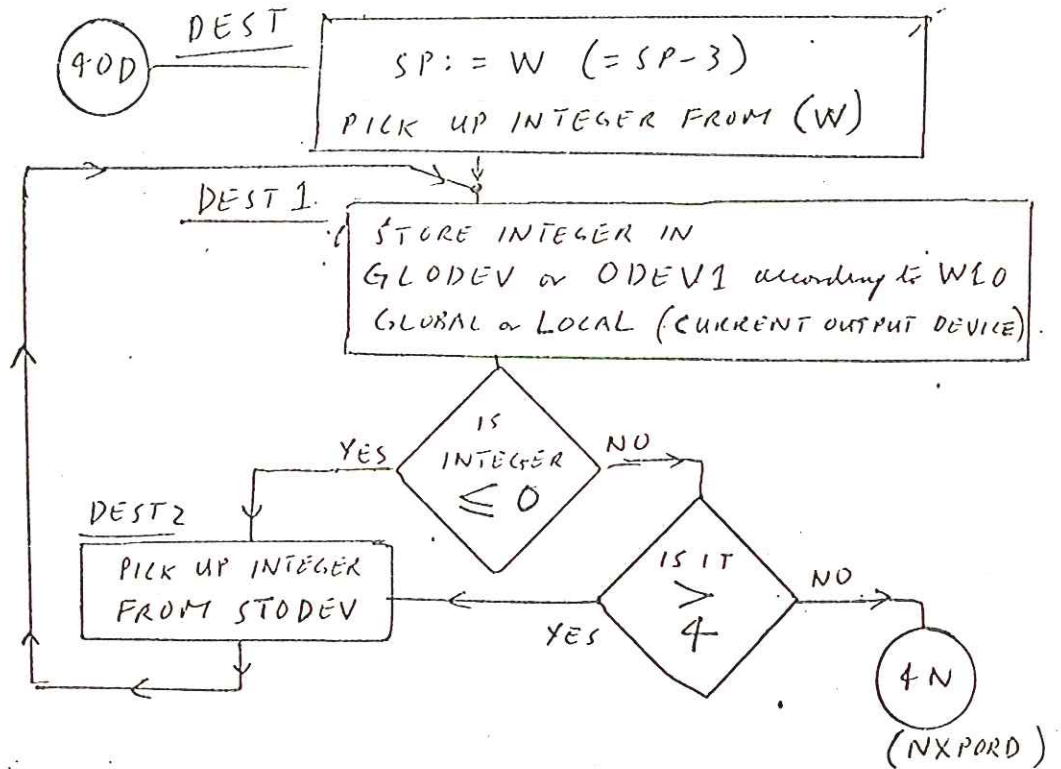 DEST
40D
SP: = W (= SP-3)
PICK UP INTEGER FROM (W)
DEST 1.
STORE INTEGER IN
GLODEV or ODEV1 according to W10
GLOBAL or LOCAL (CURRENT OUTPUT DEVICE).
IS
INTEGER
≤ 0
YES
NO
DEST2
PICK UP INTEGER
FROM STODEV
IS IT
>
4
YES
NO
4N
(NXPORD)